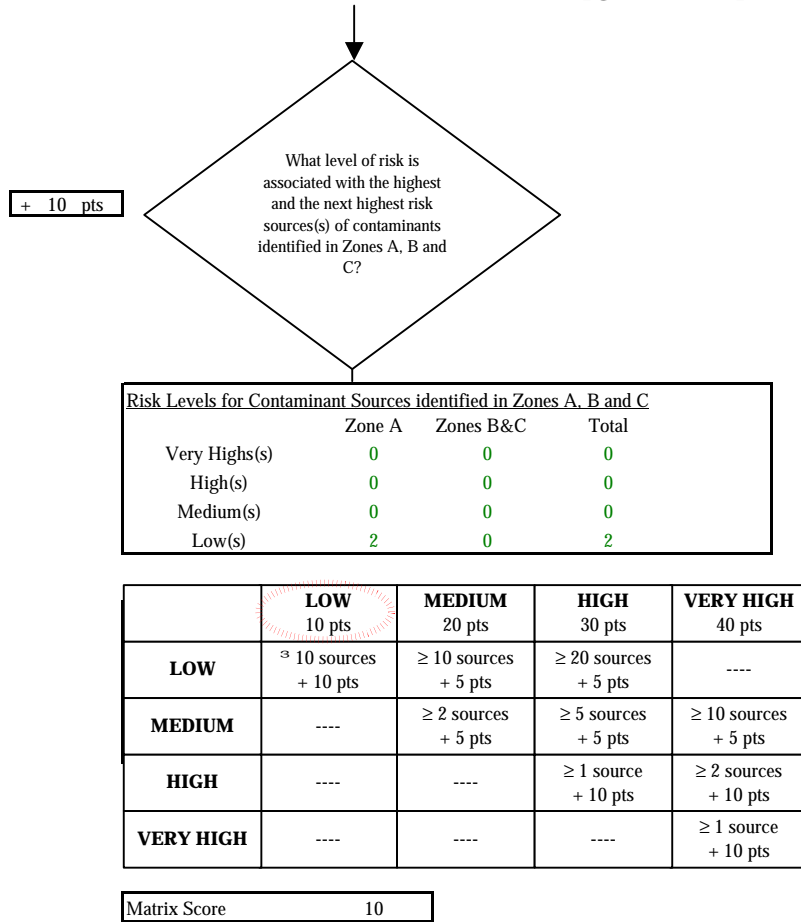 What level of risk is
associated with the highest
and the next highest risk
sources(s) of contaminants
identified in Zones A, B and
C?
+ 10 pts
Risk Levels for Contaminant Sources identified in Zones A, B and C
Zone A Zones B&C Total
Very Highs(s) 0 0 0
High(s) 0 0 0
Medium(s) 0 0 0
Low(s) 2 0 2
LOW MEDIUM HIGH VERY HIGH
10 pts 20 pts 30 pts 40 pts
LOW ³ 10 sources ≥ 10 sources ≥ 20 sources ----
+ 10 pts + 5 pts + 5 pts
MEDIUM ---- ≥ 2 sources ≥ 5 sources ≥ 10 sources
+ 5 pts + 5 pts + 5 pts
HIGH ---- ---- ≥ 1 source ≥ 2 sources
+ 10 pts + 10 pts
VERY HIGH ---- ---- ---- ≥ 1 source
+ 10 pts
Matrix Score 10